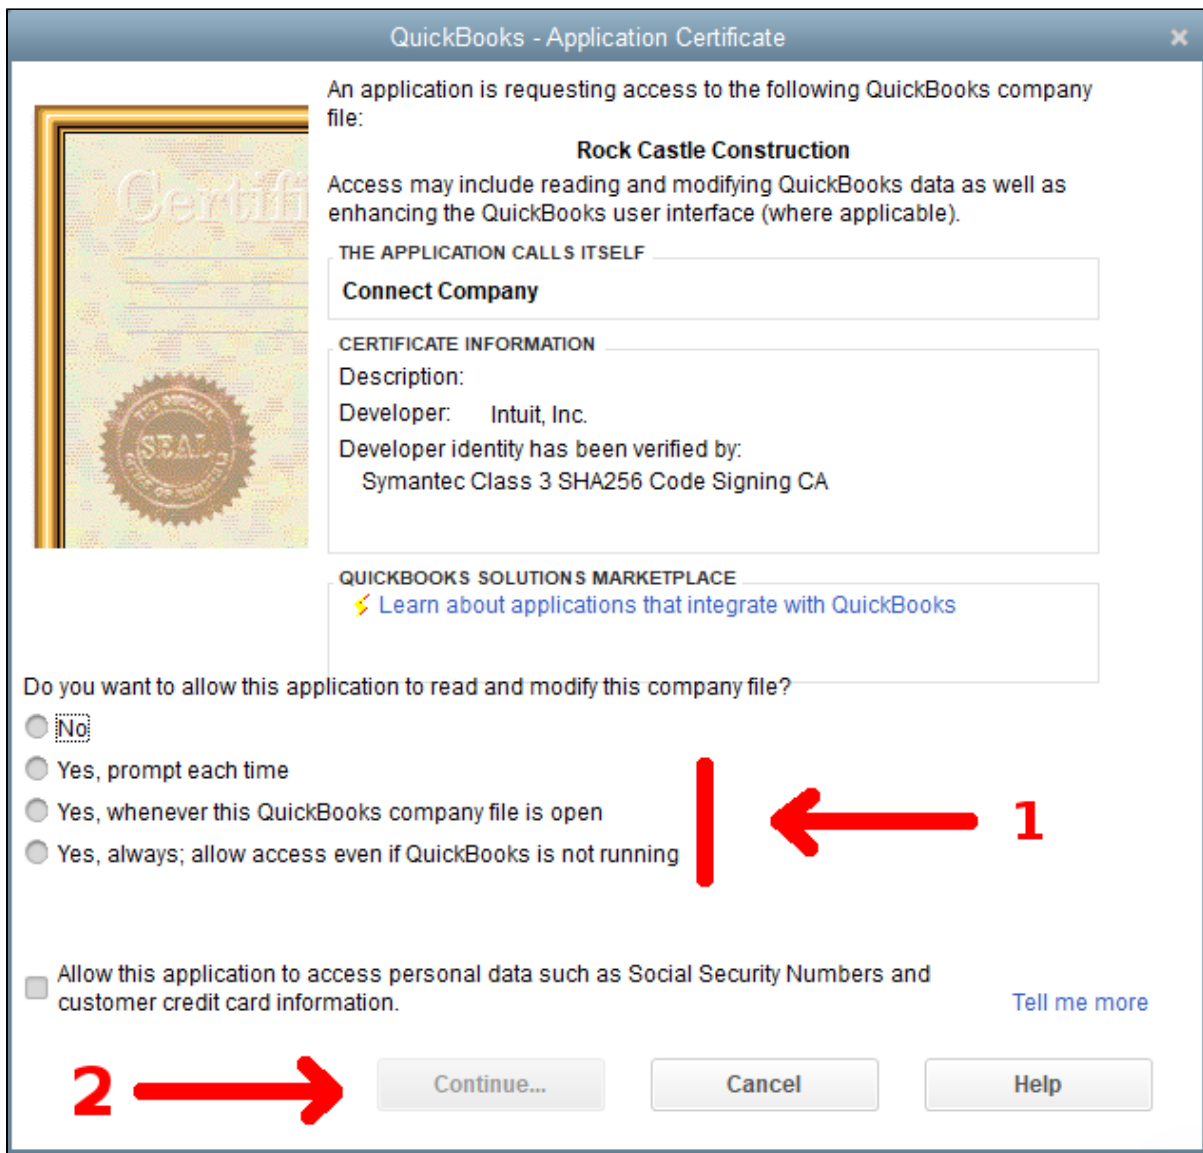 QuickBooks - Application Certificate
An application is requesting access to the following QuickBooks company
file:
Rock Castle Construction
Access may include reading and modifying QuickBooks data as well as
enhancing the QuickBooks user interface (where applicable).
THE APPLICATION CALLS ITSELF
Connect Company
CERTIFICATE INFORMATION
Description:
Developer: Intuit, Inc.
Developer identity has been verified by:
Symantec Class 3 SHA256 Code Signing CA
QUICKBOOKS SOLUTIONS MARKETPLACE
Learn about applications that integrate with QuickBooks
Certifi
THE OFFICIAL
SEAL
Do you want to allow this application to read and modify this company file?
No
Yes, prompt each time
Yes, whenever this QuickBooks company file is open
Yes, always; allow access even if QuickBooks is not running
1
Allow this application to access personal data such as Social Security Numbers and
customer credit card information.
Tell me more
2
Continue...
Cancel
Help